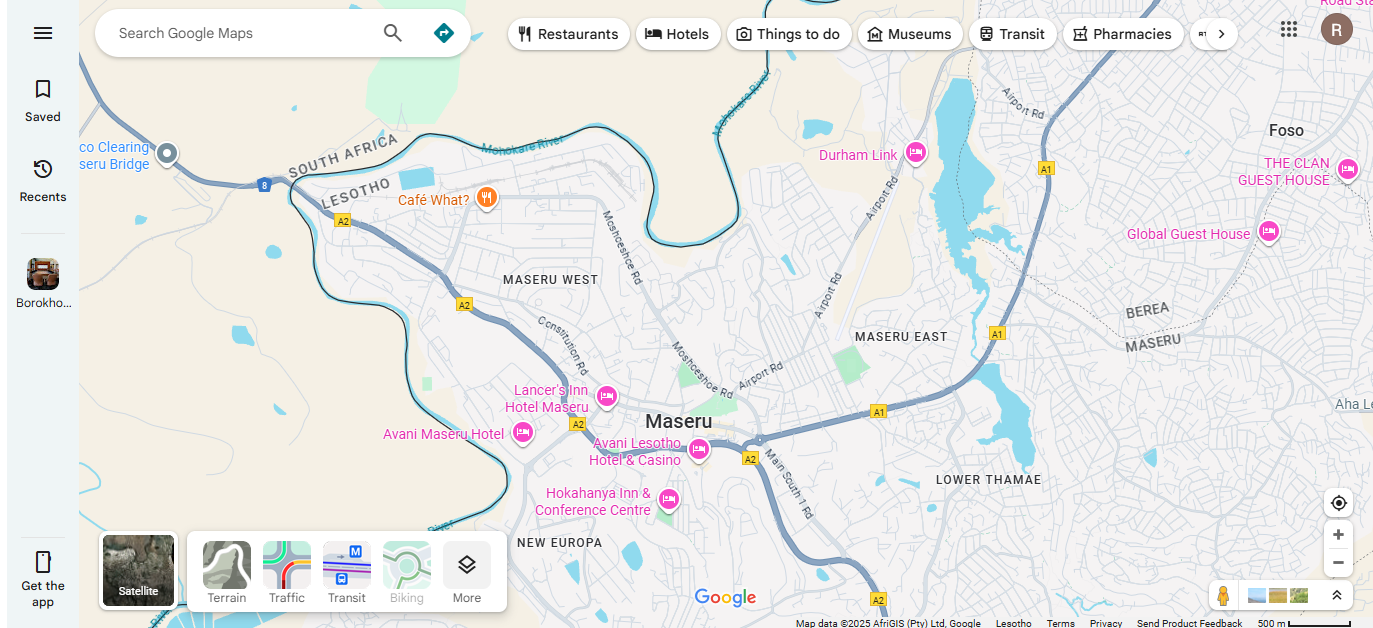 Search Google Maps
Restaurants
Hotels
Things to do
Museums
Transit
Pharmacies
R
Saved
Recents
Borokho...
Get the
app
co Clearing
seru Bridge
8
SOUTH AFRICA
LESOTHO
Mohokare River
Mohokare River
A2
Café What?
Moshoeshoe Rd
MASERU WEST
A2
Constitution Rd
Durham Link
Airport Rd
Airport Rd
Airport Rd
A1
Foso
THE CLAN
GUEST HOUSE
Global Guest House
BEREA
MASERU
MASERU EAST
A1
Moshoeshoe Rd
Airport Rd
Lancer's Inn
Hotel Maseru
A2
Avani Maseru Hotel
Maseru
Avani Lesotho
Hotel & Casino
A1
A2
Main South 1 Rd
Aha Le
LOWER THAMAE
Hokahanya Inn &
Conference Centre
NEW EUROPA
River
A2
Satellite
Terrain
Traffic
M
Transit
Biking
More
Google
Map data ©2025 AfriGIS (Pty) Ltd, Google
Lesotho
Terms
Privacy
Send Product Feedback
500 m